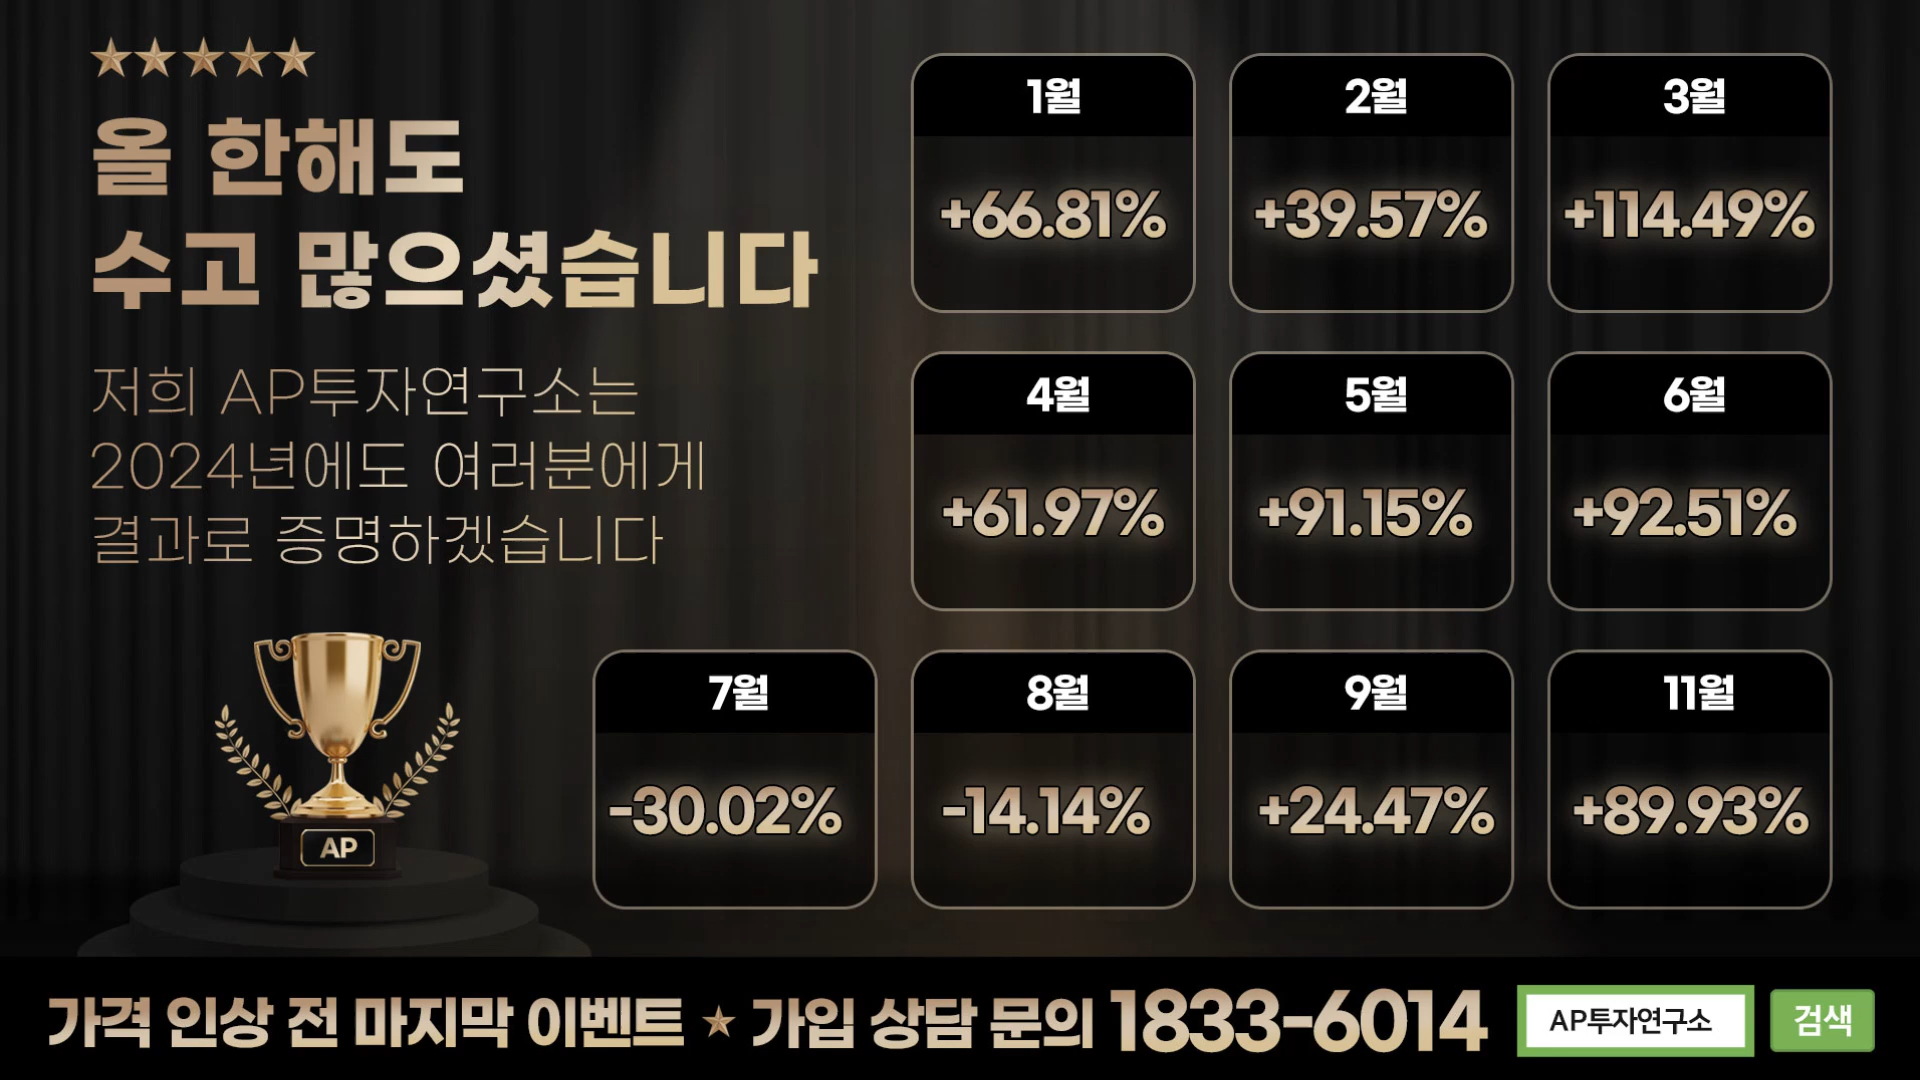 올 한해도
수고 많으셨습니다
저희 AP투자연구소는
2024년에도 여러분에게
결과로 증명하겠습니다
1월
+66.81%
2월
+39.57%
3월
+114.49%
4월
+61.97%
5월
+91.15%
6월
+92.51%
7월
-30.02%
8월
-14.14%
9월
+24.47%
11월
+89.93%
AP
가격 인상 전 마지막 이벤트 ★ 가입 상담 문의 1833-6014
AP투자연구소
검색